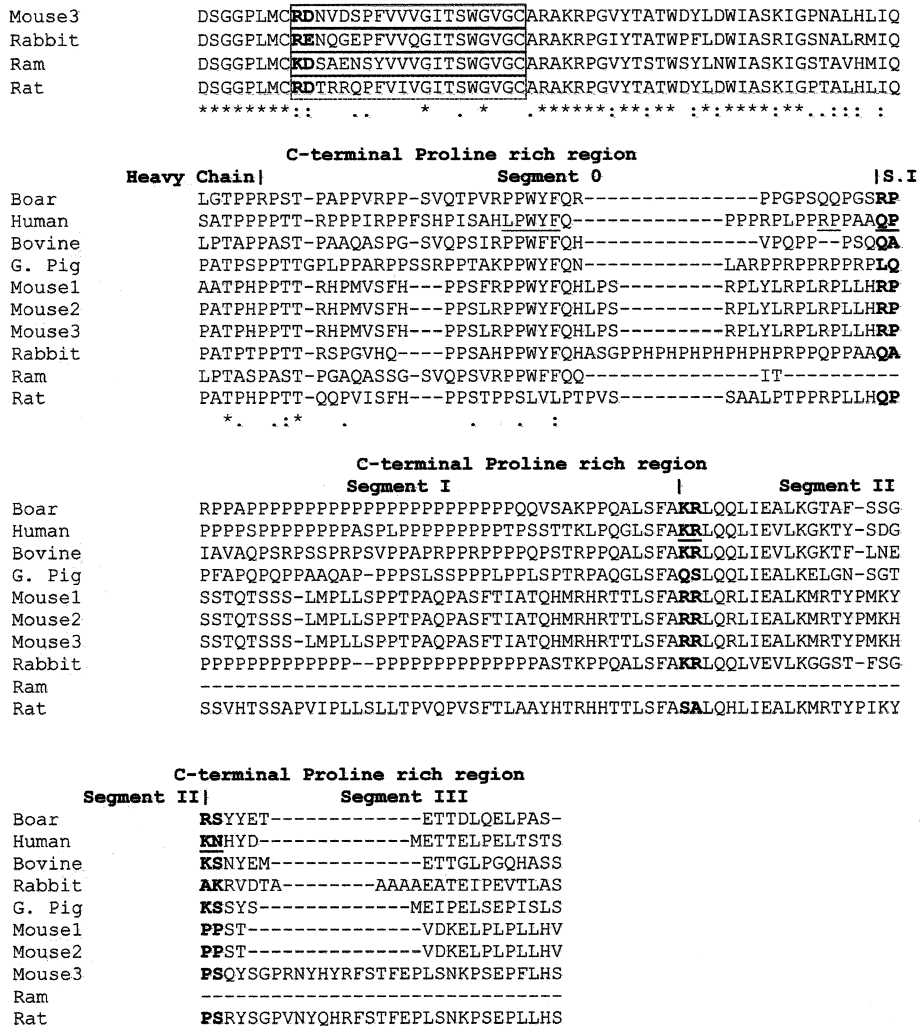 Mouse3 DSGGPLMCRDNVDSPFVVVGITSWGVGCARAKRPGVYTATWDYLDWIASKIGPNALHLIQ
Rabbit DSGGPLMCRENQGEPFVVQGITSWGVGCARAKRPGIYTATWPFLDWIASRIGSNALRMIQ
Ram DSGGPLMCKDSAENSYVVVGITSWGVGCARAKRPGVYTSTWSYLNWIASKIGSTAVHMIQ
Rat DSGGPLMCRDTRRQPFVIVGITSWGVGCARAKRPGVYTATWDYLDWIASKIGPTALHLIQ
********:: .. * . * .******:**:** .:*:****:**..::: :
C-terminal Proline rich region
Heavy Chain| Segment 0 |S.I
Boar LGTPPRPST-PAPPVRPP-SVQTPVRPPWYFQR---------------PPGPSQQPGSRP
Human SATPPPPTT-RPPPIRPPFSHPISAHLPWYFQ-------------PPPRPLPPRPPAAQP
Bovine LPTAPPAST-PAAQASPG-SVQPSIRPPWFFQH---------------VPQPP--PSQQA
G. Pig PATSPPTTGPLPPARPPSSRPPTAKPPWYFQN------------LARPPRPPRPPRPLQ
Mouse1 AATPHPPTT-RHPMVSFH---PPSFRPPWYFQHLPS---------RPLYLRPLRPLLHRP
Mouse2 PATPHPPTT-RHPMVSFH---PPSLRPPWYFQHLPS---------RPLYLRPLRPLLHRP
Mouse3 PATPHPPTT-RHPMVSFH---PPSLRPPWYFQHLPS---------RPLYLRPLRPLLHRP
Rabbit PATPTPPTT-RSPGVHQ----PPSAHPPWYFQHASGPPHPHPHPHPHPHPRPPQPPAAQA
Ram LPTASPAST-PGAQASSG-SVQPSVRPPWFFQQ---------------IT----------
Rat PATPHPPTT-QQPVISFH---PPSTPPSLVLPTPVS---------SAALPTPPRPLLHQP
*. .:* . . . :
C-terminal Proline rich region
Segment I | Segment II
Boar RPPAPPPPPPPPPPPPPPPPPPPPPPPQQVSAKPPQALSFAKRLQQLIEALKGTAF-SSG
Human PPPPSPPPPPPPPPASPLPPPPPPPPPTPSSTTKLPQGLSFAKRLQQLIEVLKGKTY-SDG
Bovine IAVAQPSRPSSPRPSVPPAPRPPRPPPPQPSTRPPQALSFAKRLQQLIEVLKGKTF-LNE
G. Pig PFAPQPQPPAAQAP-PPPSLSSPPPLPPLSPTRPAQGLSFAQSLQQLIEALKELGN-SGT
Mouse1 SSTQTSSS-LMPLLSPPTPAQPASFTIATQHMRHRTTLSFARRLQRLIEALKMRTYPMKY
Mouse2 SSTQTSSS-LMPLLSPPTPAQPASFTIATQHMRHRTTLSFARRLQRLIEALKMRTYPMKH
Mouse3 SSTQTSSS-LMPLLSPPTPAQPASFTIATQHMRHRTTLSFARRLQRLIEALKMRTYPMKH
Rabbit PPPPPPPPPPPPP--PPPPPPPPPPPPPPASTKPPQALSFAKRLQQLVEVLKGGST-FSG
Ram ------------------------------------------------------------
Rat SSVHTSSAPVIPLLSLLTPVQPVSFTLAAYHTRHHTTLSFASALQHLIEALKMRTYPIKY
C-terminal Proline rich region
Segment II| Segment III
Boar RSYYET-------------ETTDLQELPAS-
Human KNHYD-------------METTELPELTSTS
Bovine KSNYEM-------------ETTGLPGQHASS
Rabbit AKRVDTA--------AAAAEATEIPEVTLAS
G. Pig KSSYS-------------MEIPELSEPISLS
Mouse1 PPST---------------VDKELPLPLLHV
Mouse2 PPST---------------VDKELPLPLLHV
Mouse3 PSQYSGPRNYHYRFSTFEPLSNKPSEPFLHS
Ram -------------------------------
Rat PSRYSGPVNYQHRFSTFEPLSNKPSEPLLHS